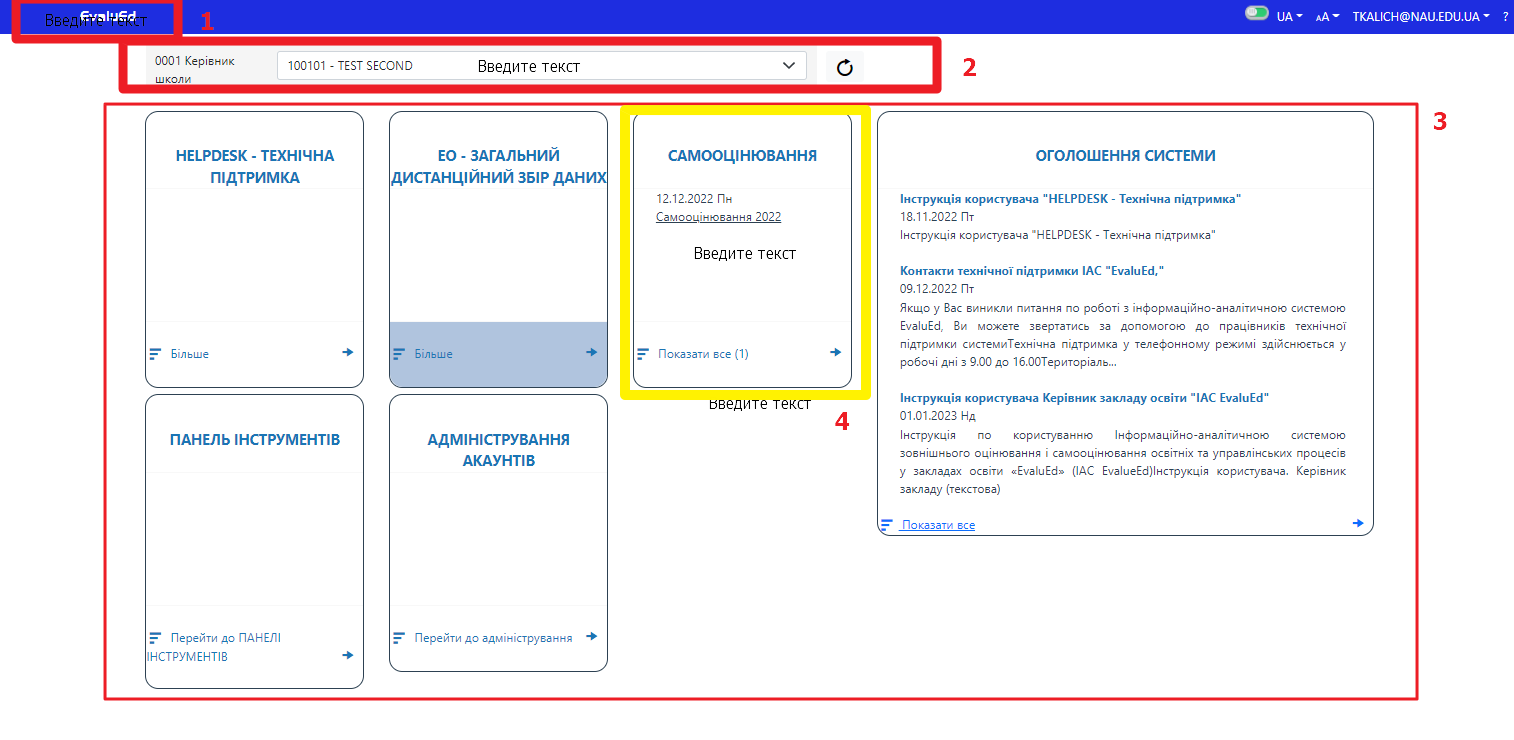 EvaluEd
Введите текст
1
UA
AA
TKALICH@NAU.EDU.UA
?
0001 Керівник
школи
100101 - TEST SECOND
Введите текст
2
3
HELPDESK - ТЕХНІЧНА
ПІДТРИМКА
Більше
ЕО - ЗАГАЛЬНИЙ
ДИСТАНЦІЙНИЙ ЗБІР ДАНИХ
Більше
САМООЦІНЮВАННЯ
12.12.2022 Пн
Самооцінювання 2022
Введите текст
Показати все (1)
Введите текст
4
ОГОЛОШЕННЯ СИСТЕМИ
Інструкція користувача "HELPDESK - Технічна підтримка"
18.11.2022 Пт
Інструкція користувача "HELPDESK - Технічна підтримка"
Контакти технічної підтримки ІАС "EvaluEd,"
09.12.2022 Пт
Якщо у Вас виникли питання по роботі з інформаційно-аналітичною системою
EvaluEd, Ви можете звертатись за допомогою до працівників технічної
підтримки системиТехнічна підтримка у телефонному режимі здійснюється у
робочі дні з 9.00 до 16.00Територіаль...
Інструкція користувача Керівник закладу освіти "ІАС EvaluEd"
01.01.2023 Нд
Інструкція по користуванню Інформаційно-аналітичною системою
зовнішнього оцінювання і самооцінювання освітніх та управлінських процесів
у закладах освіти «EvaluEd» (ІАС EvalueEd)Інструкція користувача. Керівник
закладу (текстова)
Показати все
ПАНЕЛЬ ІНСТРУМЕНТІВ
Перейти до ПАНЕЛІ
ІНСТРУМЕНТІВ
АДМІНІСТРУВАННЯ
АКАУНТІВ
Перейти до адміністрування